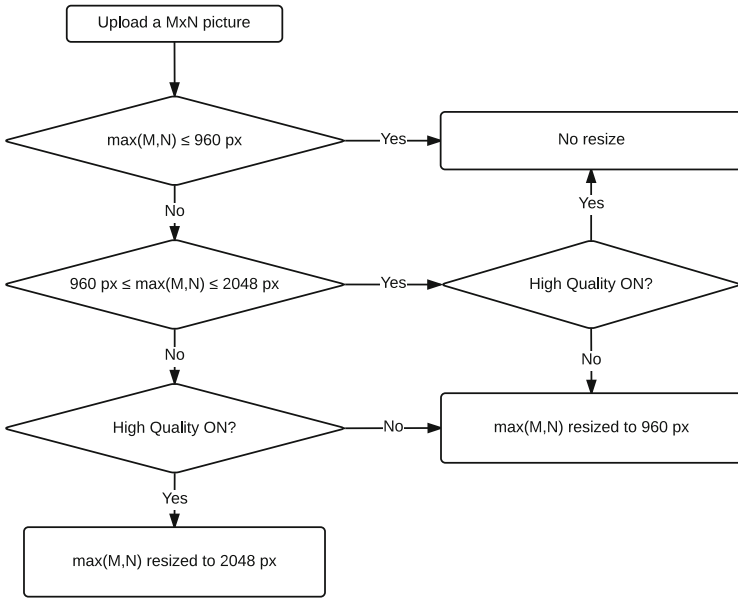 Upload a MxN picture
max(M,N) ≤ 960 px
Yes
No resize
No
Yes
960 px ≤ max(M,N) ≤ 2048 px
Yes
High Quality ON?
No
No
High Quality ON?
No
max(M,N) resized to 960 px
Yes
max(M,N) resized to 2048 px